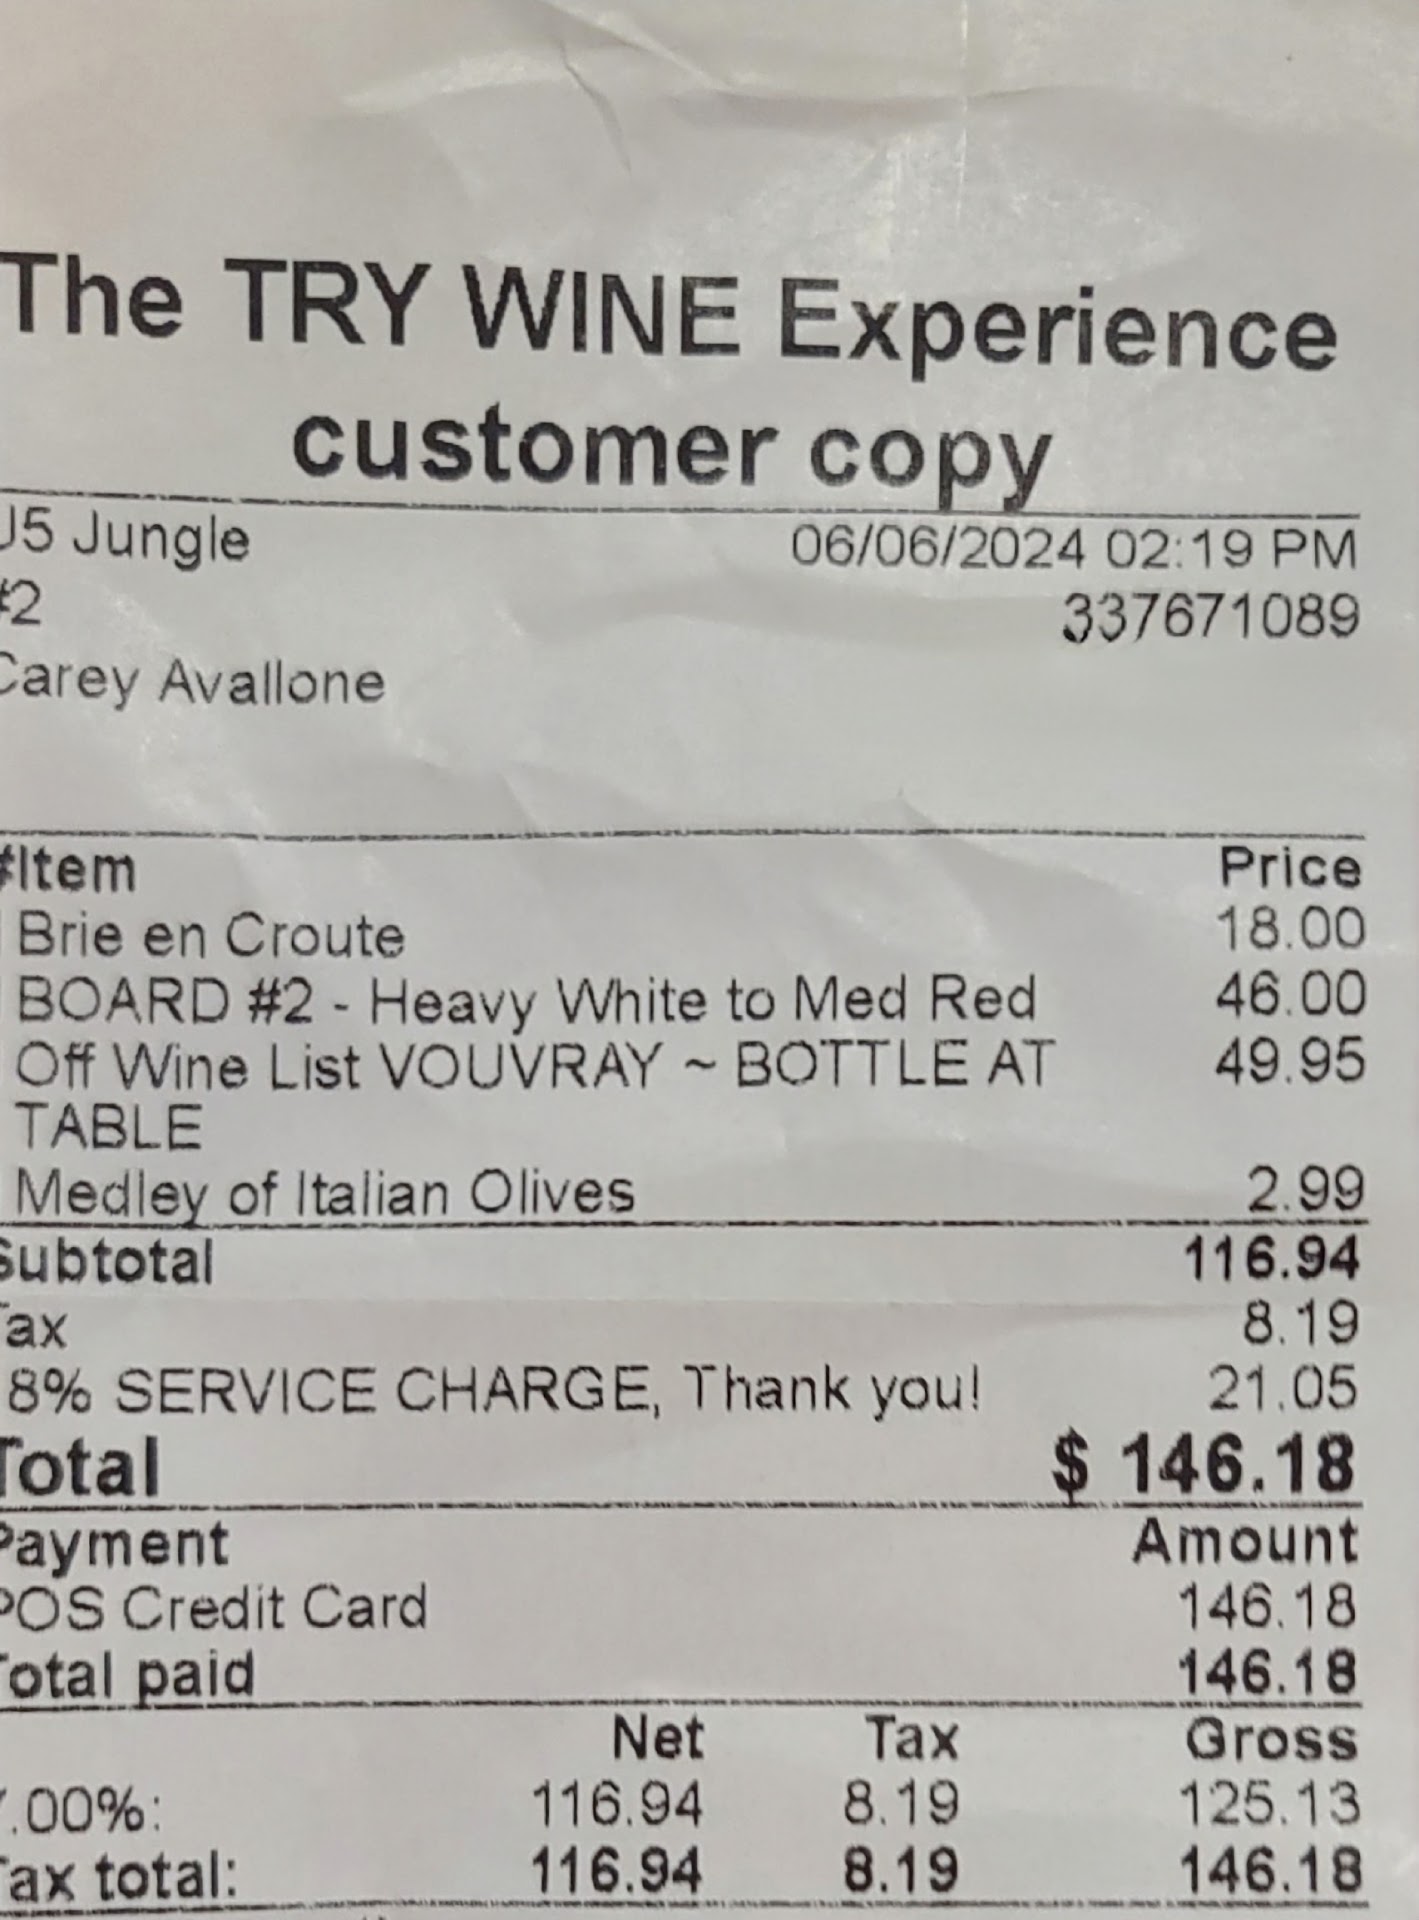 The TRY WINE Experience
customer copy
J5 Jungle 06/06/2024 02:19 PM
#2 337671089
Carey Avallone
#Item Price
Brie en Croute 18.00
BOARD #2 - Heavy White to Med Red 46.00
Off Wine List VOUVRAY ~ BOTTLE AT 49.95
TABLE
Medley of Italian Olives 2.99
Subtotal 116.94
Tax 8.19
8% SERVICE CHARGE, Thank you! 21.05
Total $ 146.18
Payment Amount
POS Credit Card 146.18
Total paid 146.18
Net Tax Gross
.00%: 116.94 8.19 125.13
Tax total: 116.94 8.19 146.18